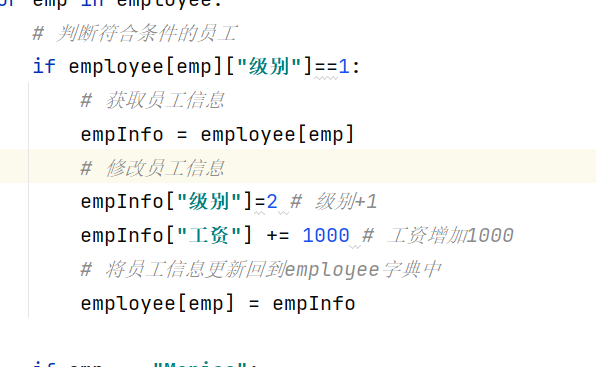 or emp in employee:
# 判断符合条件的员工
if employee[emp]["级别"]==1:
# 获取员工信息
empInfo = employee[emp]
# 修改员工信息
empInfo["级别"]=2 # 级别+1
empInfo["工资"] += 1000 # 工资增加1000
# 将员工信息更新回到employee字典中
employee[emp] = empInfo